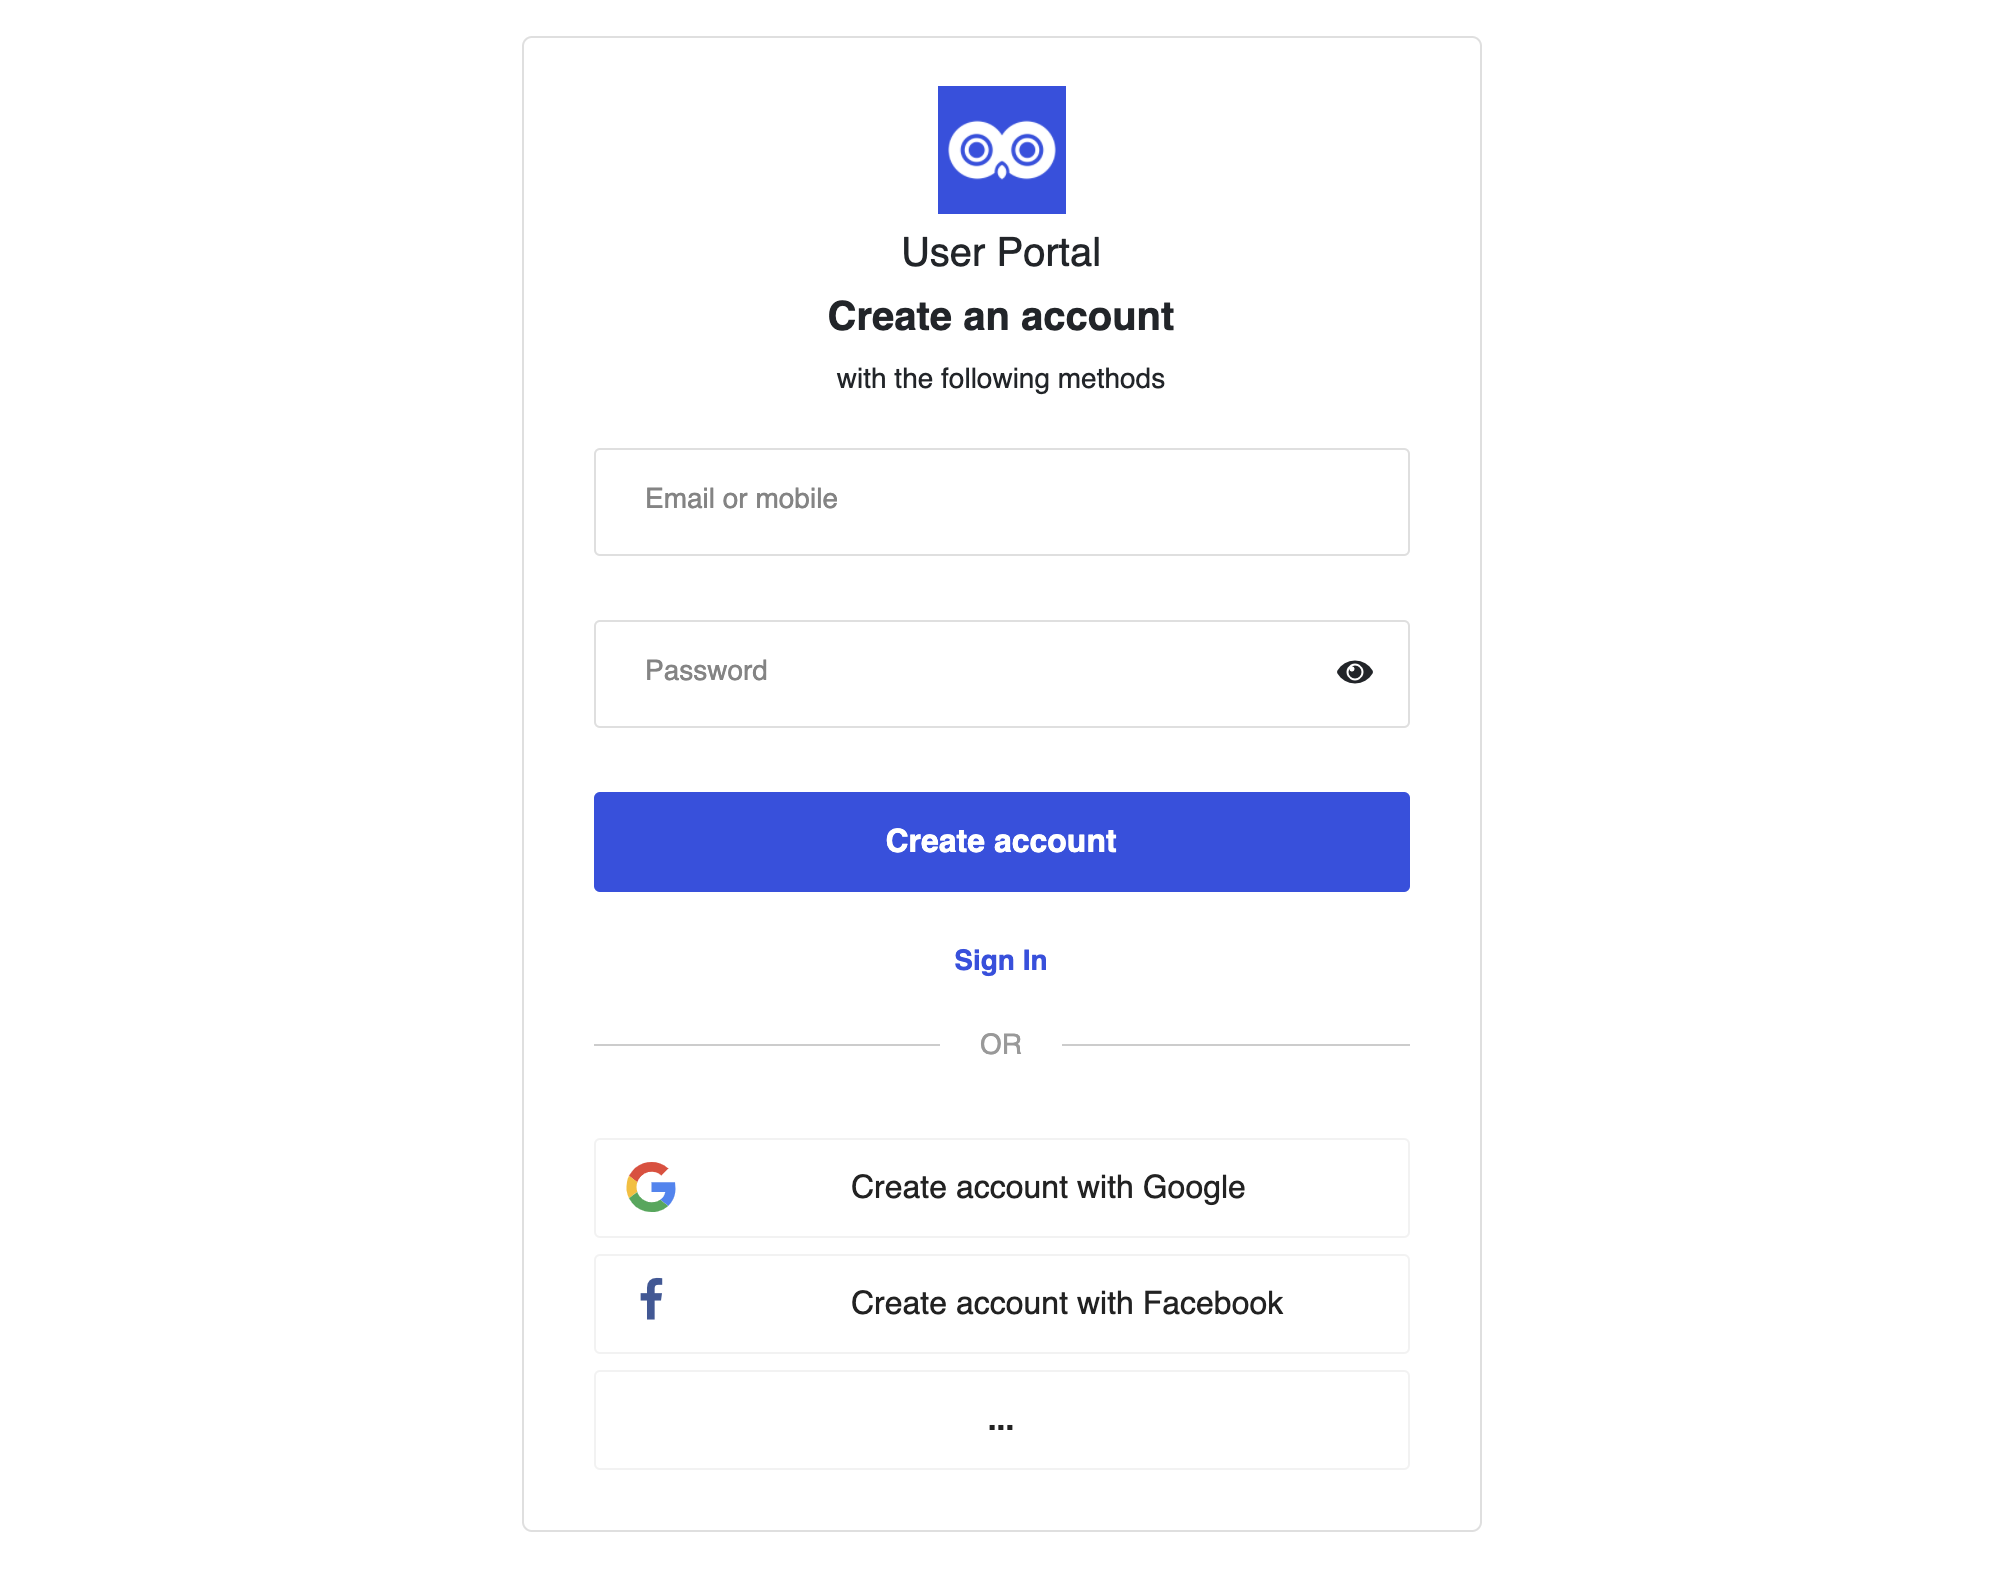 User Portal
Create an account
with the following methods
Email or mobile
Password
Create account
Sign In
OR
Create account with Google
Create account with Facebook
...